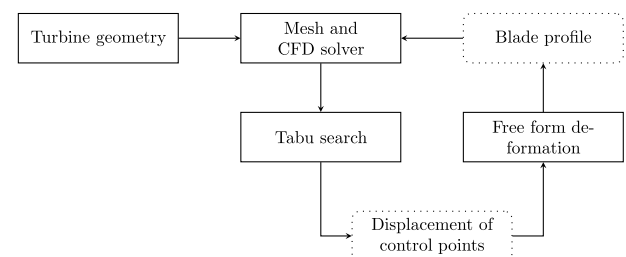 Turbine geometry
Mesh and
CFD solver
Blade profile
Tabu search
Free form de-
formation
Displacement of
control points